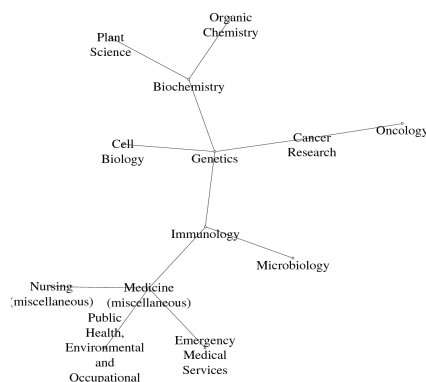 Organic
Chemistry
Plant
Science
Biochemistry
Oncology
Cancer
Research
Cell
Biology
Genetics
Immunology
Microbiology
Nursing
(miscellaneous)
Medicine
(miscellaneous)
Public
Health,
Environmental
and
Occupational
Emergency
Medical
Services